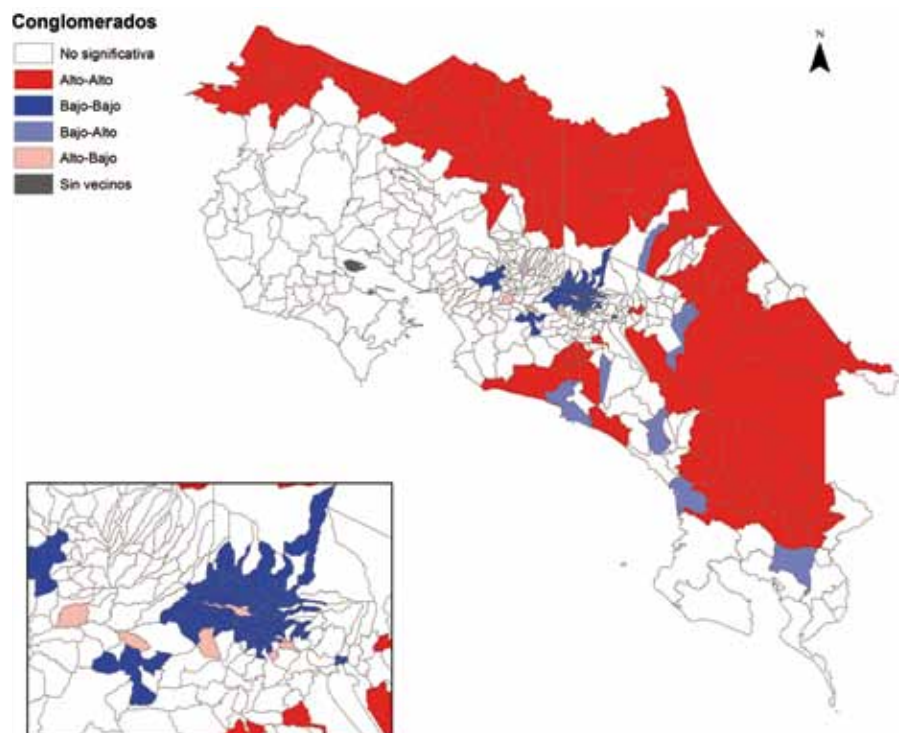 Conglomerados
No significativa
Alto-Alto
Bajo-Bajo
Bajo-Alto
Alto-Bajo
Sin vecinos
N